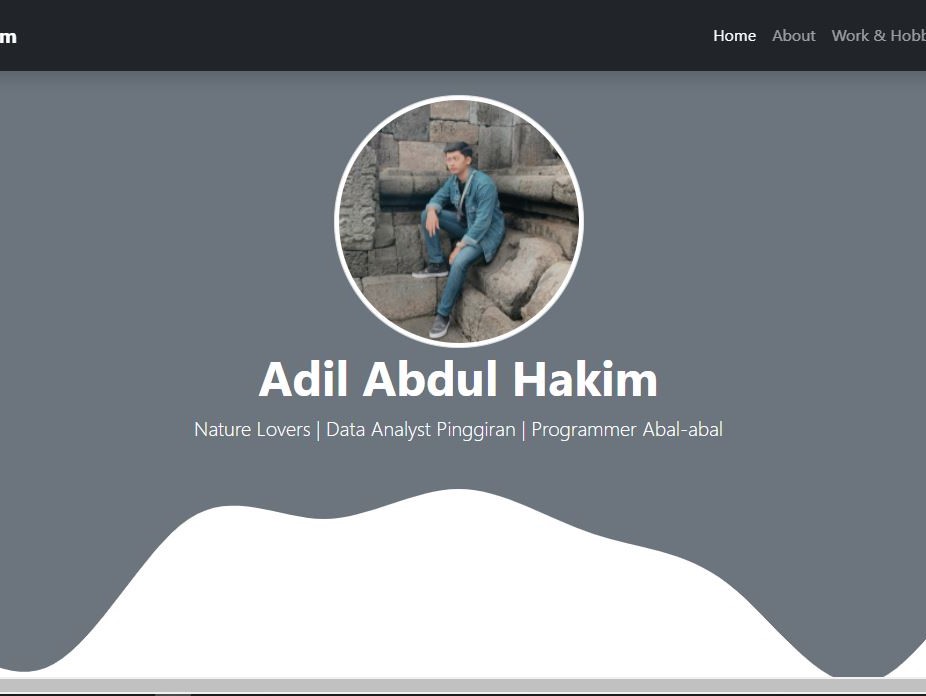 m
Home About Work & Hobb
Adil Abdul Hakim
Nature Lovers | Data Analyst Pinggiran | Programmer Abal-abal